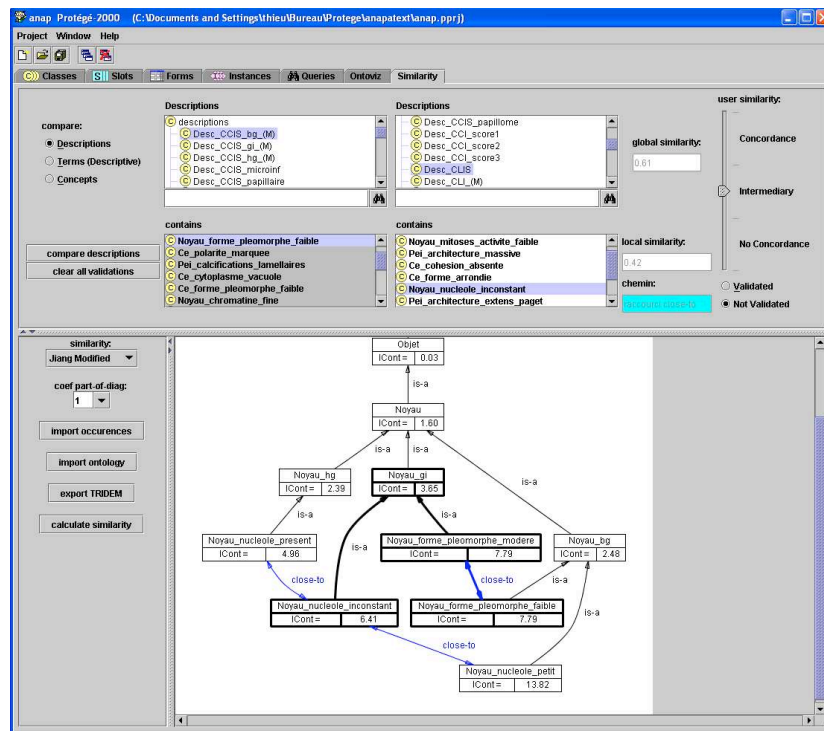 anap Protégé-2000 (C:\Documents and Settings\thieu\Bureau\Protege\anapatext\anap.pprj)
Project Window Help
Classes Slots Forms Instances Queries Ontoviz Similarity
compare:
Descriptions
Terms (Descriptive)
Concepts
compare descriptions
clear all validations
Descriptions
descriptions
Desc_CCIS_bg_(M)
Desc_CCIS_gi_(M)
Desc_CCIS_hg_(M)
Desc_CCIS_microinf
Desc_CCIS_papillaire
contains
Noyau_forme_pleomorphe_faible
Ce_polarite_marquee
Pei_calcifications_lamellaires
Ce_cytoplasme_vacuole
Ce_forme_pleomorphe_faible
Noyau_chromatine_fine
Descriptions
Desc_CCIS_papillome
Desc_CCI_score1
Desc_CCI_score2
Desc_CCI_score3
Desc_CLIS
Desc_CLI_(M)
contains
Noyau_mitoses_activite_faible
Pei_architecture_massive
Ce_cohesion_absente
Ce_forme_arrondie
Noyau_nucleole_inconstant
Pei_architecture_extens_paget
global similarity:
0.61
local similarity:
0.42
chemin:
raccourci close-to
user similarity:
Concordance
Intermediary
No Concordance
Validated
Not Validated
similarity:
Jiang Modified
coef part-of-diag:
1
import occurences
import ontology
export TRIDEM
calculate similarity
Objet
ICont= 0.03
is-a
Noyau
ICont= 1.60
is-a
is-a
is-a
Noyau_hg
ICont= 2.39
Noyau_gi
ICont= 3.65
is-a
is-a
is-a
Noyau_nucleole_present
ICont= 4.96
Noyau_forme_pleomorphe_modere
ICont= 7.79
Noyau_bg
ICont= 2.48
close-to
close-to
is-a
is-a
Noyau_nucleole_inconstant
ICont= 6.41
Noyau_forme_pleomorphe_faible
ICont= 7.79
close-to
Noyau_nucleole_petit
ICont= 13.82